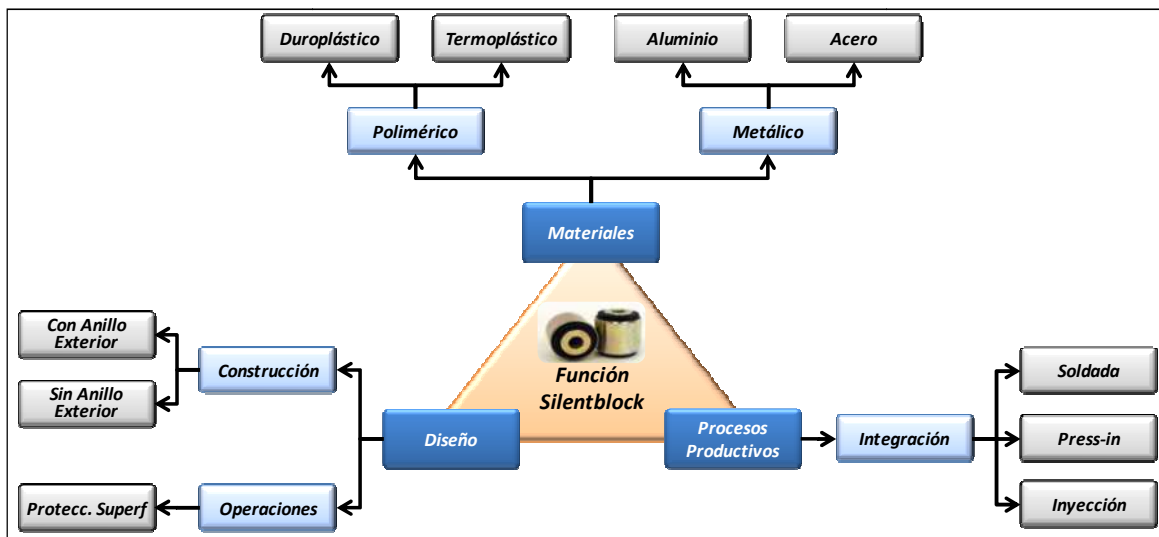 Duroplástico
Termoplástico
Aluminio
Acero
Polimérico
Metálico
Materiales
Con Anillo
Exterior
Construcción
Sin Anillo
Exterior
Función
Silentblock
Soldada
Diseño
Procesos
Productivos
Integración
Press-in
Protecc. Superf
Operaciones
Inyección